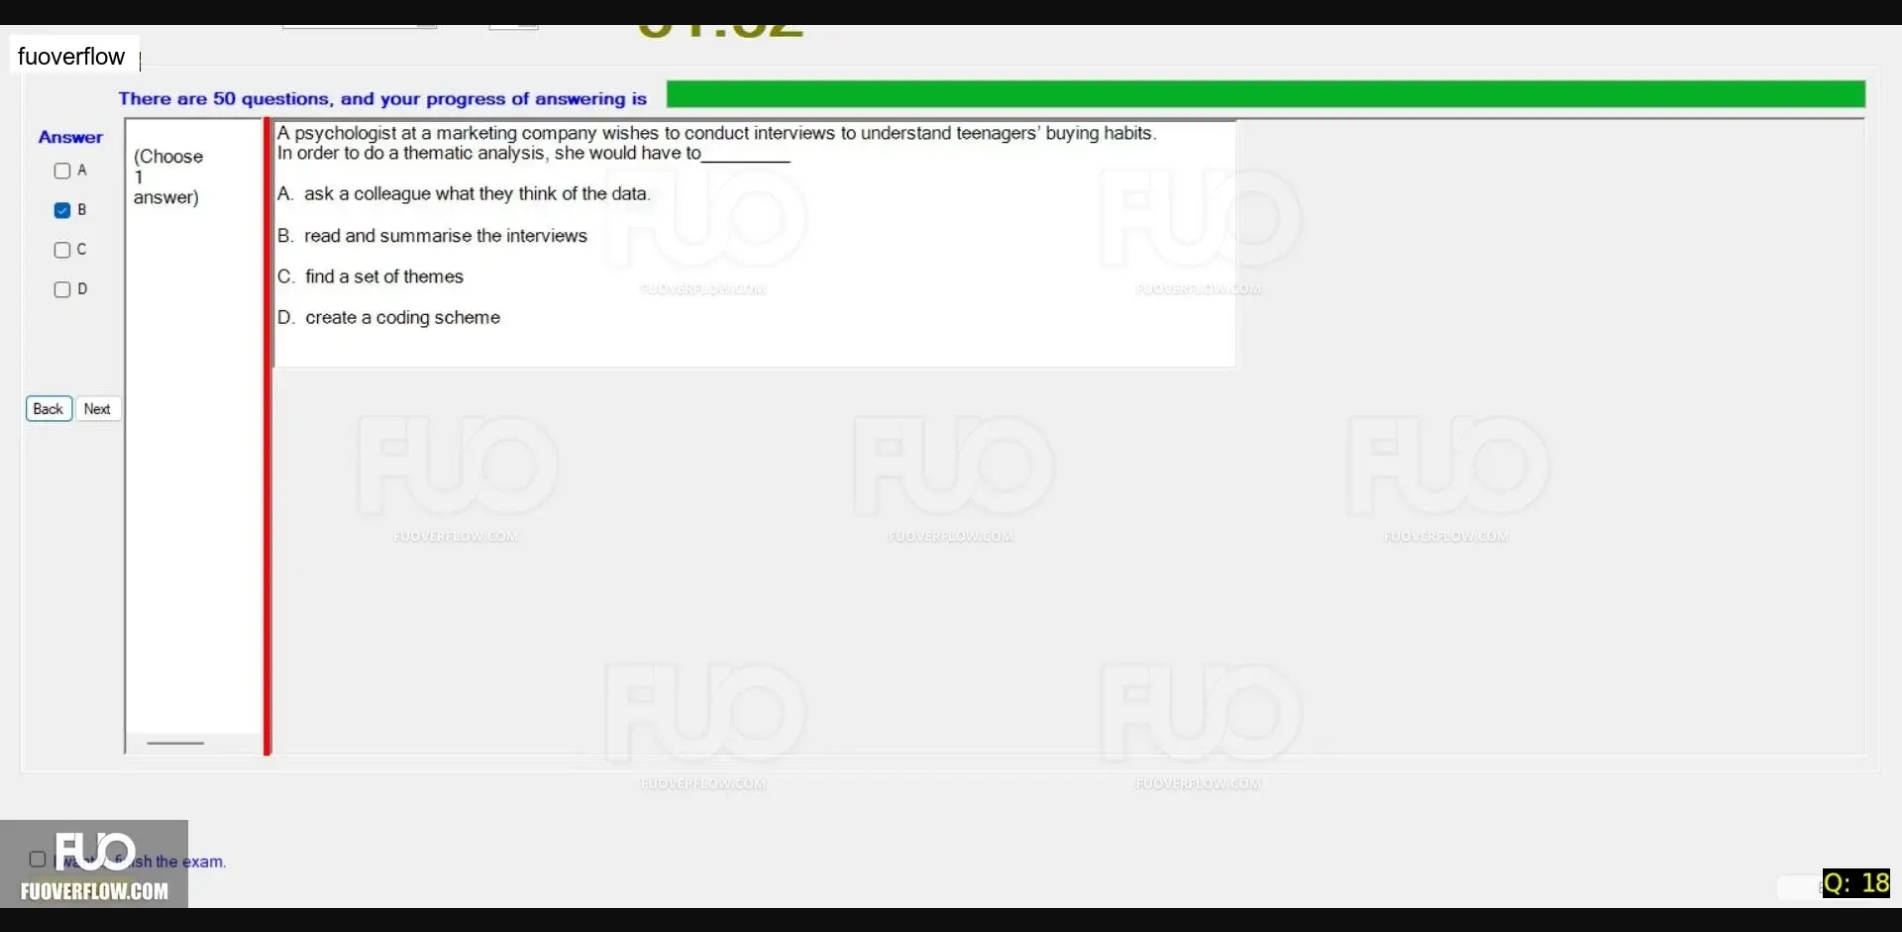 fuoverflow
There are 50 questions, and your progress of answering is
Answer
A
B
C
D
(Choose
1
answer)
A psychologist at a marketing company wishes to conduct interviews to understand teenagers' buying habits.
In order to do a thematic analysis, she would have to_________
A. ask a colleague what they think of the data.
B. read and summarise the interviews
C. find a set of themes
D. create a coding scheme
Back Next
FUO
FUOVERFLOW.COM
FUO
FUOVERFLOW.COM
FUO
FUOVERFLOW.COM
FUO
FUOVERFLOW.COM
FUO
FUOVERFLOW.COM
FUO
FUOVERFLOW.COM
FUO
FUOVERFLOW.COM
FUO
the exam.
FUOVERFLOW.COM
Q: 18